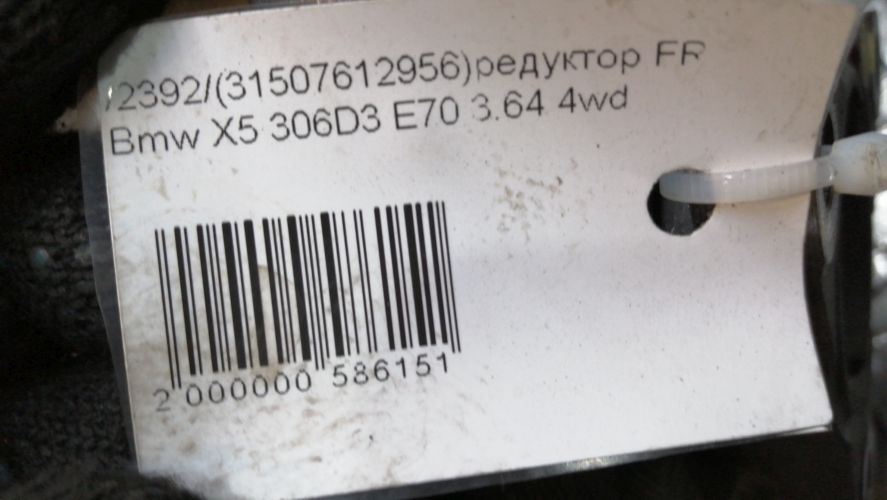 /2392/(31507612956)редуктор FR
Bmw X5 306D3 E70 3.64 4wd
2 000000 586151